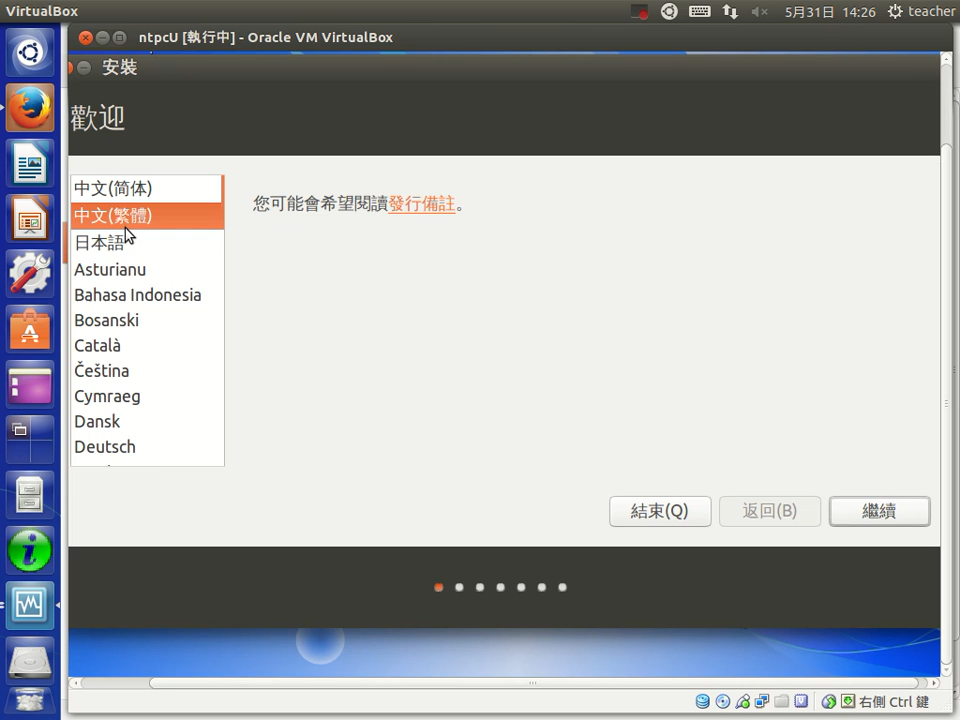 VirtualBox
5月31日 14:26 teacher
ntpcU [執行中] - Oracle VM VirtualBox
安裝
歡迎
中文(简体)
中文(繁體)
日本語
Asturianu
Bahasa Indonesia
Bosanski
Català
Čeština
Cymraeg
Dansk
Deutsch
您可能會希望閱讀發行備註。
結束(Q) 返回(B) 繼續
右側 Ctrl 鍵